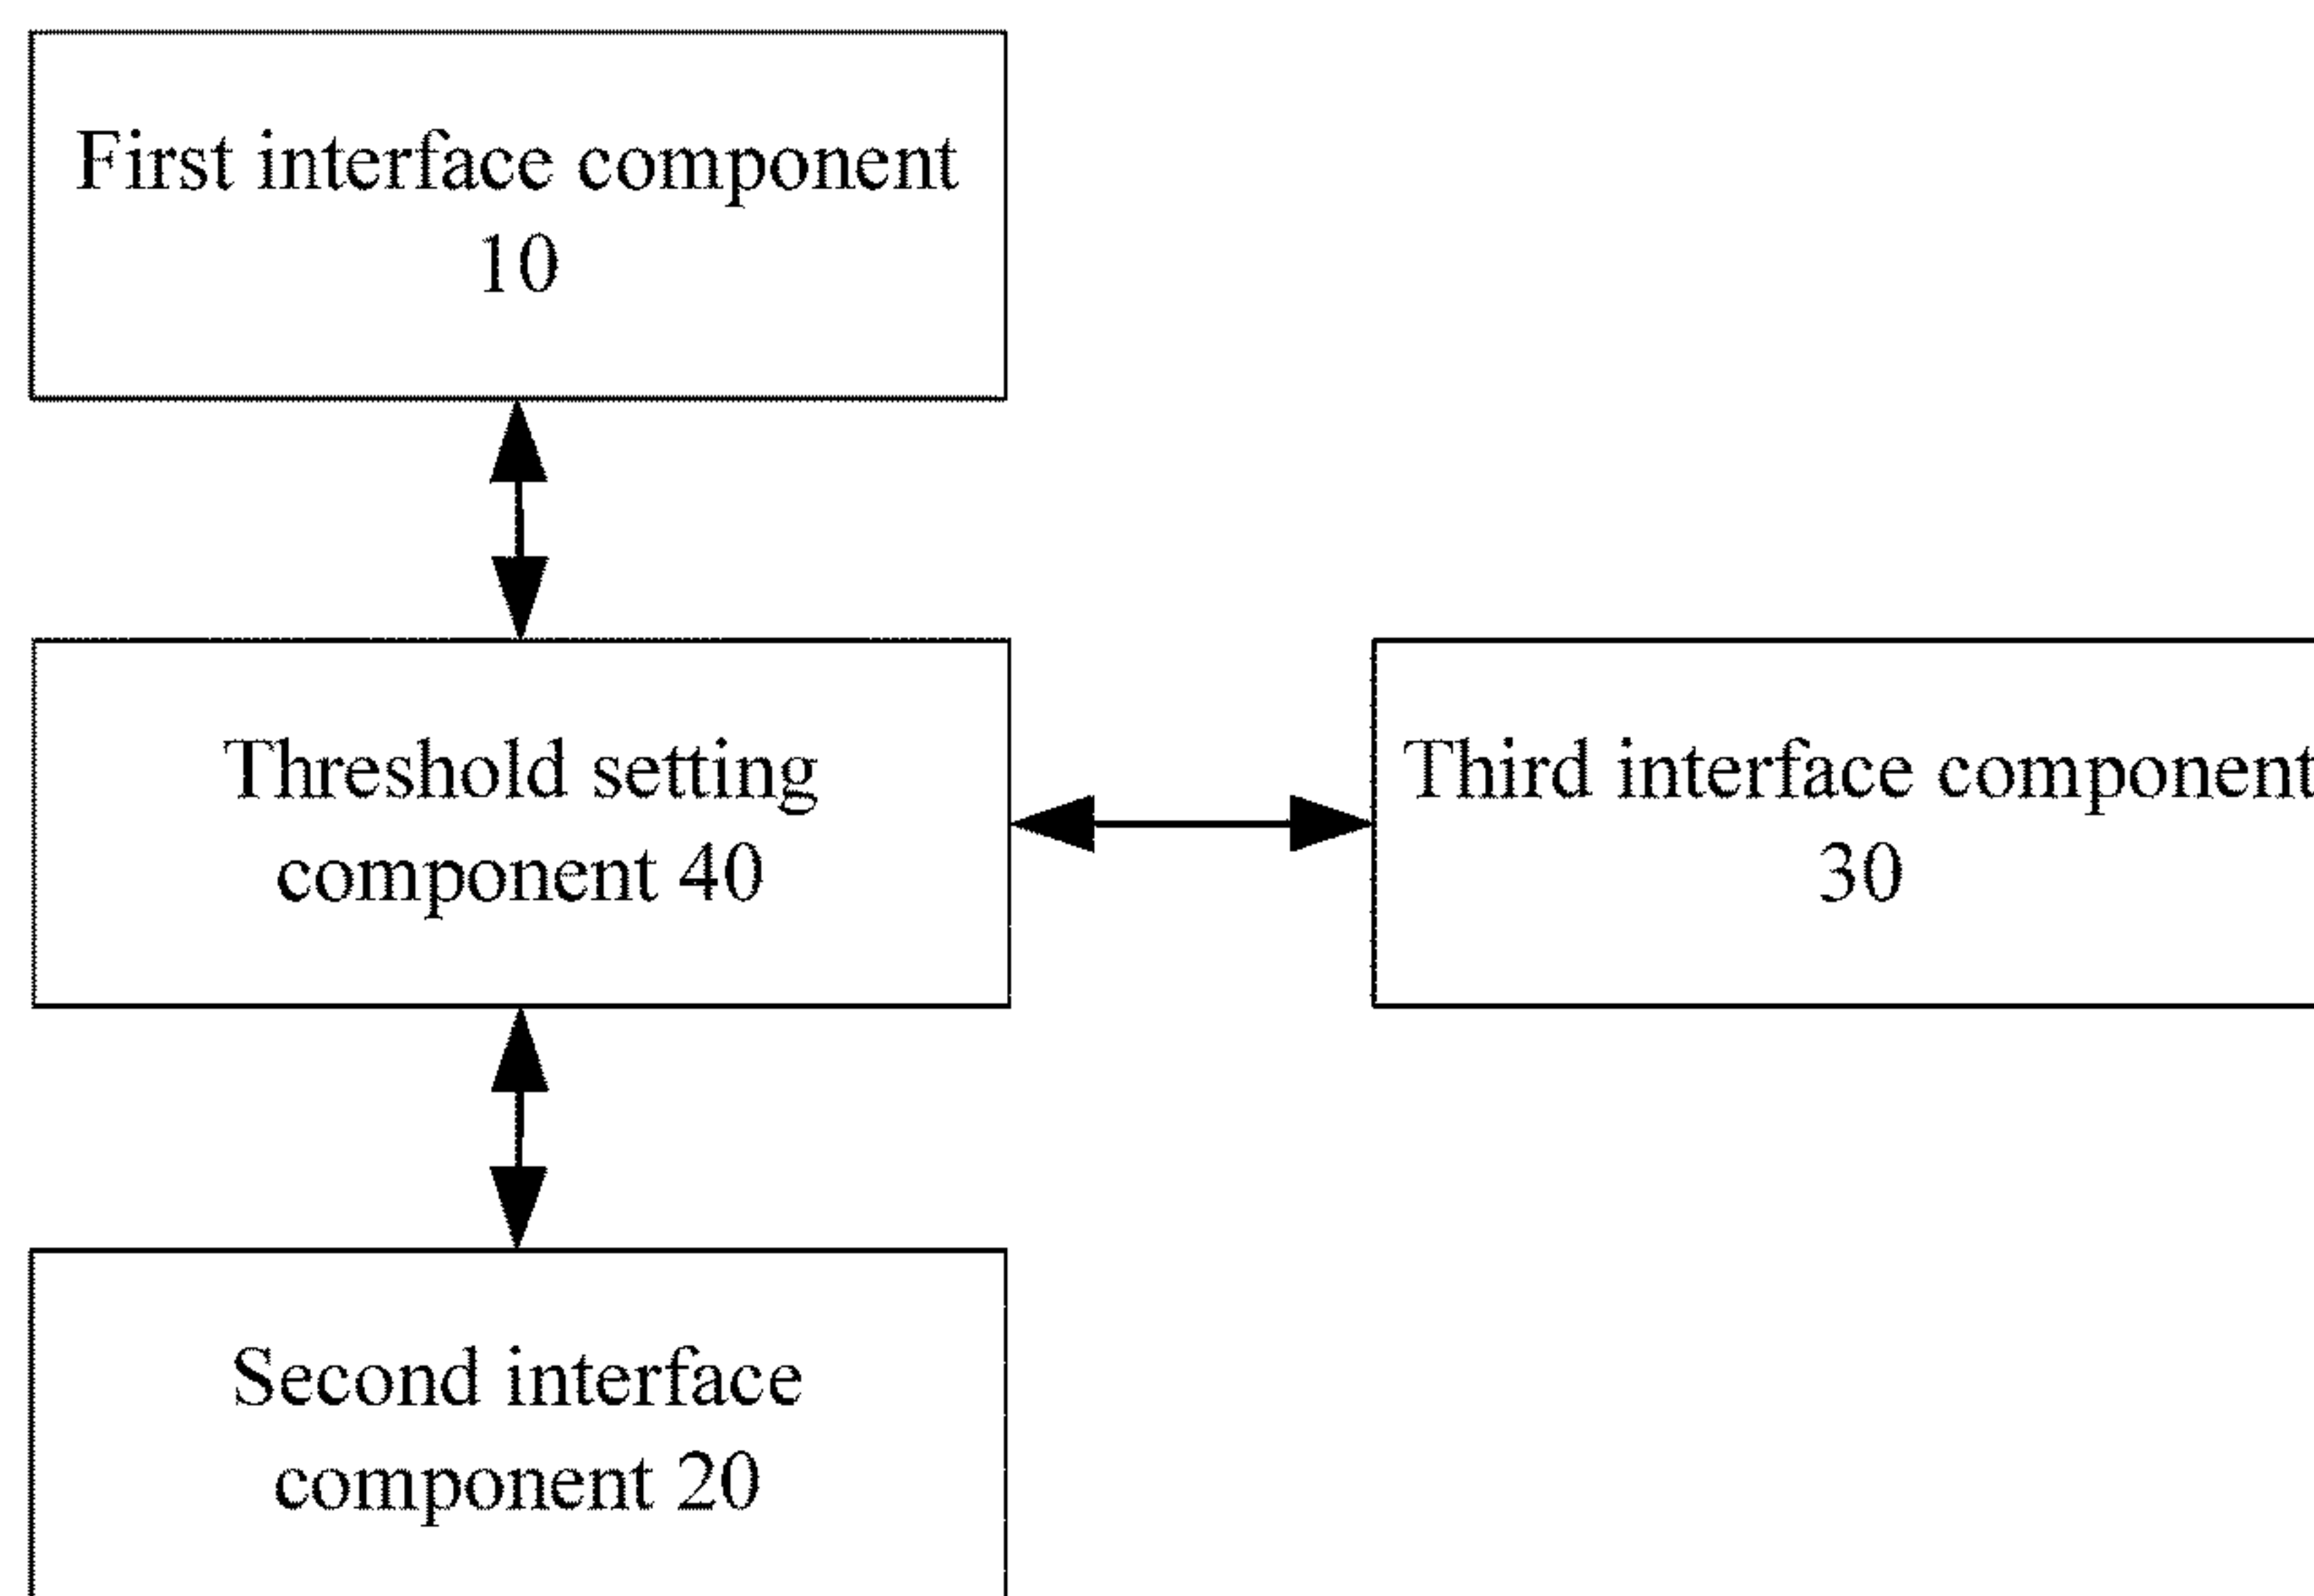 First interface component
10
Threshold setting
component 40
Third interface component
30
Second interface
component 20